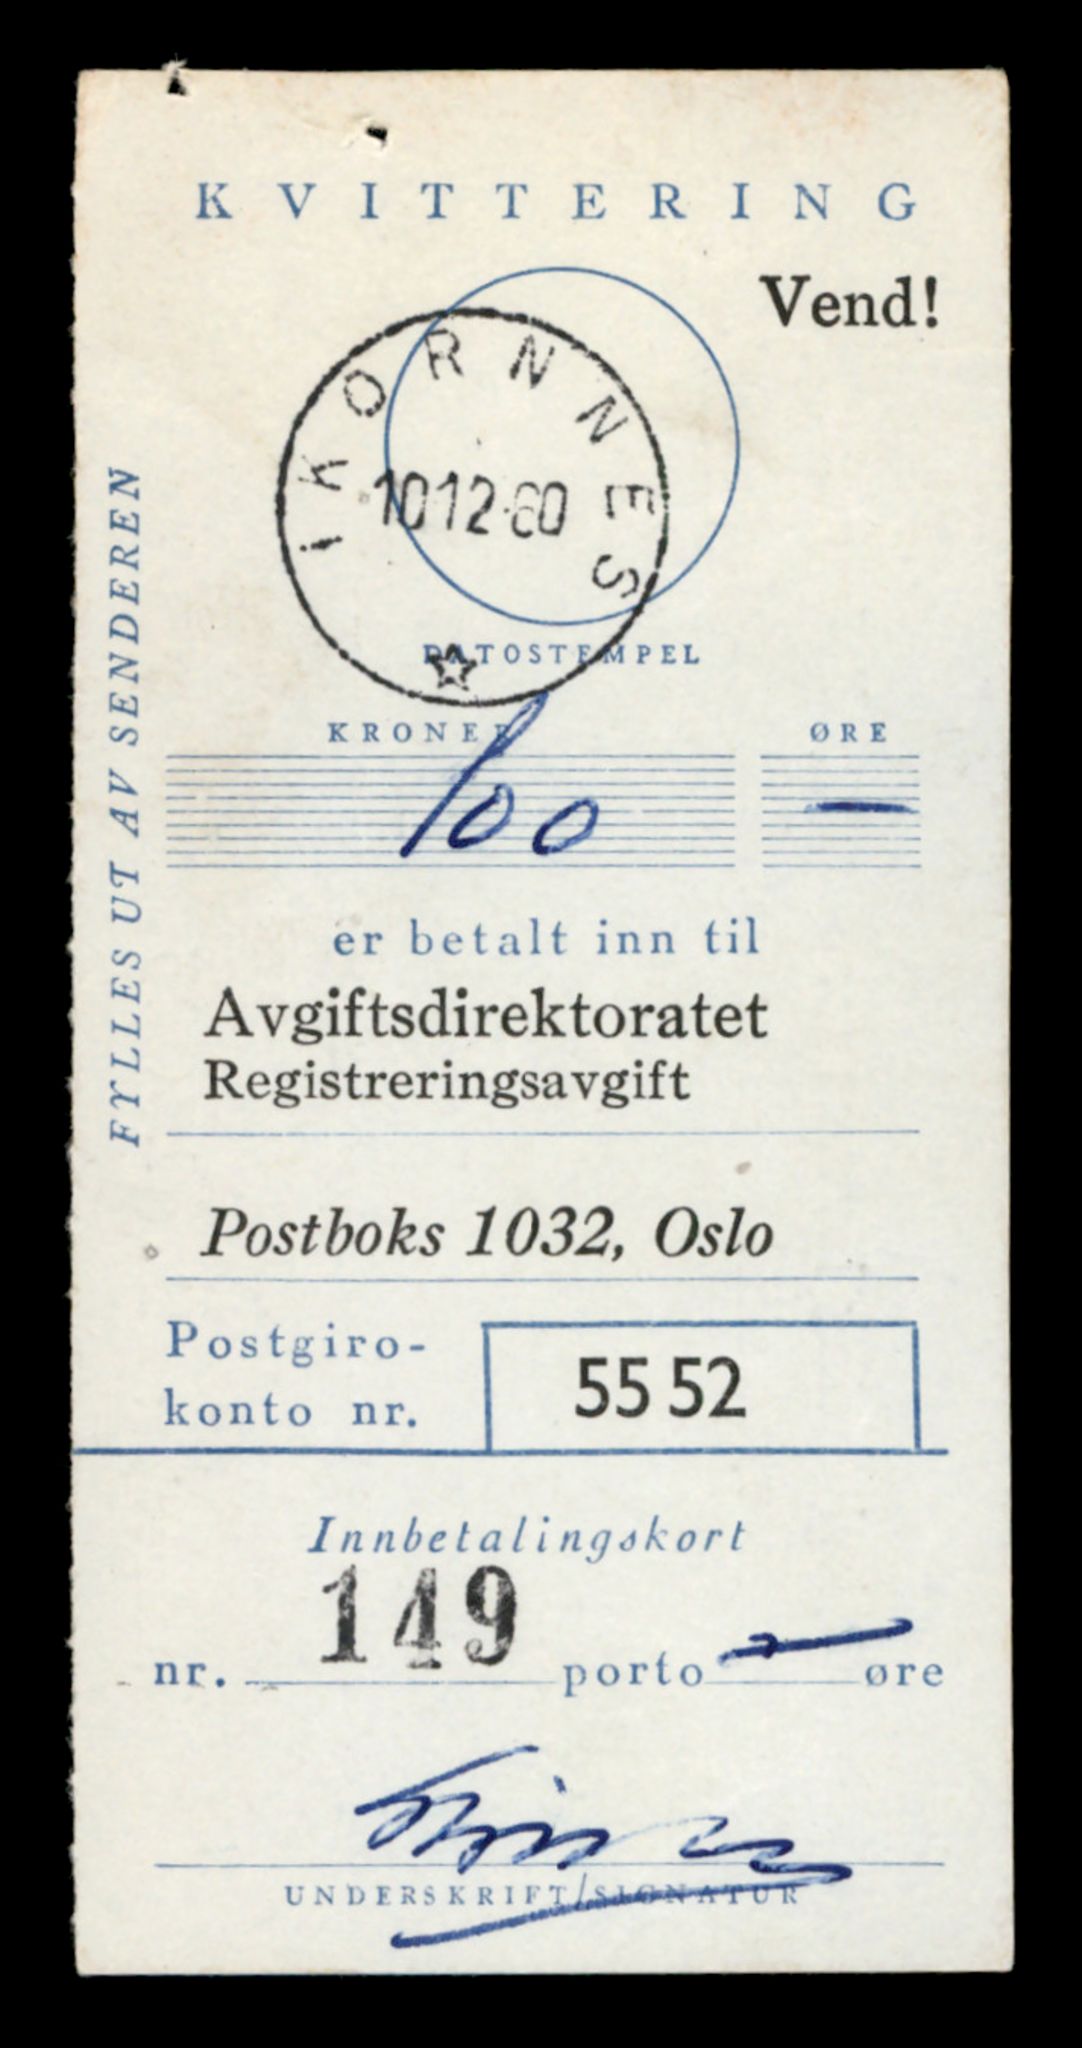 KVITTERING
Vend!
IKORNNES
10 12 60
DATOSTEMPEL
FYLLES UT AV SENDEREN
KRONER
ØRE
100 —
er betalt inn til
Avgiftsdirektoratet
Registreringsavgift
Postboks 1032, Oslo
Postgiro-
konto nr.
55 52
Innbetalingskort
nr. 149 porto — øre
UNDERSKRIFT/SIGNATUR